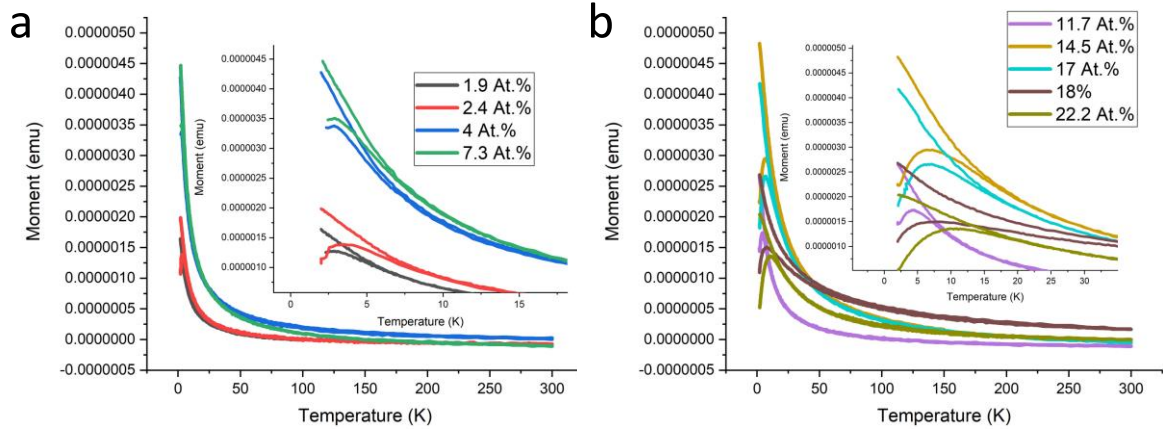 a
0.0000050
0.0000045
0.0000040
0.0000035
0.0000030
0.0000025
0.0000020
0.0000015
0.0000010
0.0000005
0.0000000
-0.0000005
Moment (emu)
0 50 100 150 200 250 300
Temperature (K)
0.0000045
0.0000040
0.0000035
0.0000030
0.0000025
0.0000020
0.0000015
0.0000010
Moment (emu)
0 5 10 15
Temperature (K)
1.9 At.%
2.4 At.%
4 At.%
7.3 At.%
b
0.0000050
0.0000045
0.0000040
0.0000035
0.0000030
0.0000025
0.0000020
0.0000015
0.0000010
0.0000005
0.0000000
-0.0000005
Moment (emu)
0 50 100 150 200 250 300
Temperature (K)
0.0000050
0.0000045
0.0000040
0.0000035
0.0000030
0.0000025
0.0000020
0.0000015
0.0000010
Moment (emu)
0 5 10 15 20 25 30
Temperature (K)
11.7 At.%
14.5 At.%
17 At.%
18%
22.2 At.%